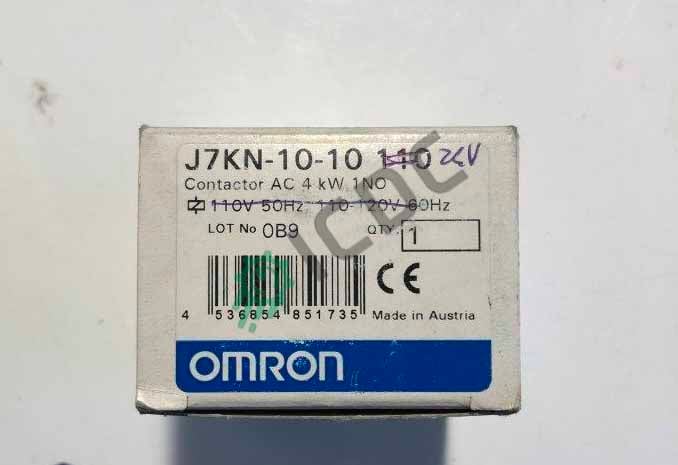 J7KN-10-10 110 24V
Contactor AC 4 kW 1NO
110V 50Hz, 110-120V 60Hz
LOT No 0B9 QTY. 1
4 536854 851735 CE Made in Austria
OMRON
ICDC